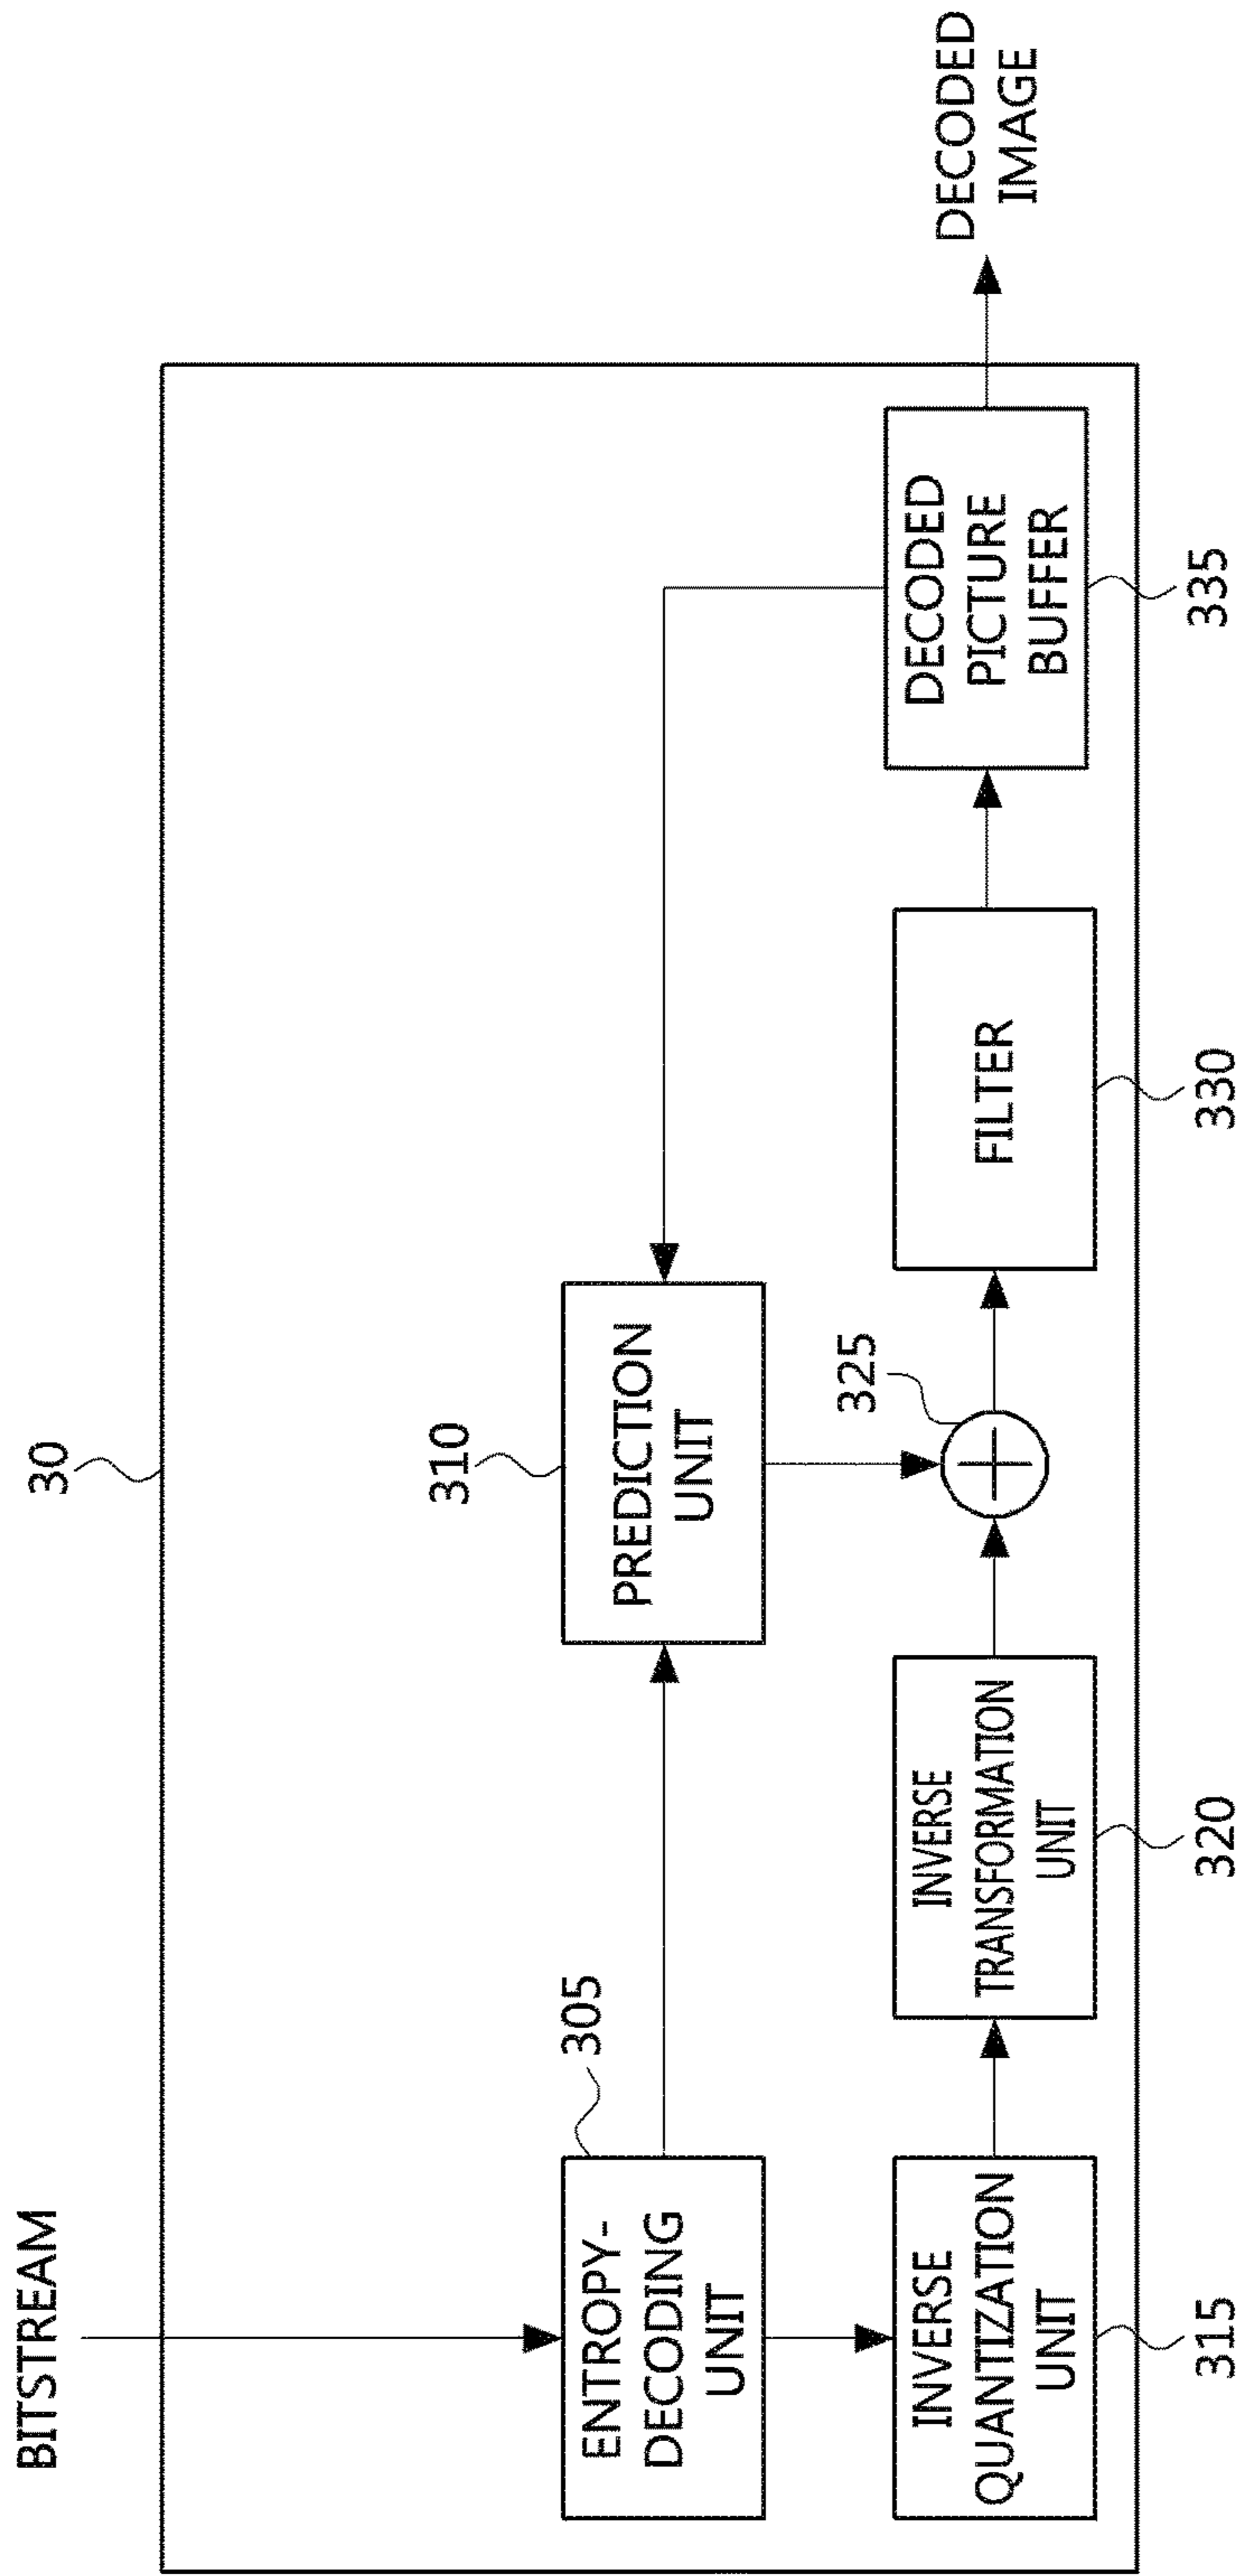 BITSTREAM
30
305
ENTROPY-
DECODING
UNIT
310
PREDICTION
UNIT
INVERSE
QUANTIZATION
UNIT
315
INVERSE
TRANSFORMATION
UNIT
320
325
FILTER
330
DECODED
PICTURE
BUFFER
335
DECODED
IMAGE